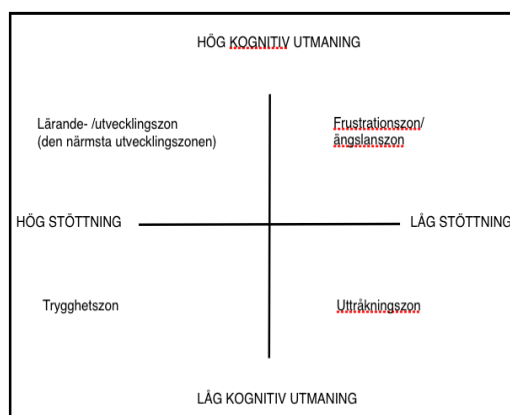 HÖG KOGNITIV UTMANING
Lärande- /utvecklingszon
(den närmsta utvecklingszonen)
Frustrationszon/
ängslanszon
HÖG STÖTTNING
LÅG STÖTTNING
Trygghetszon
Uttråkningszon
LÅG KOGNITIV UTMANING